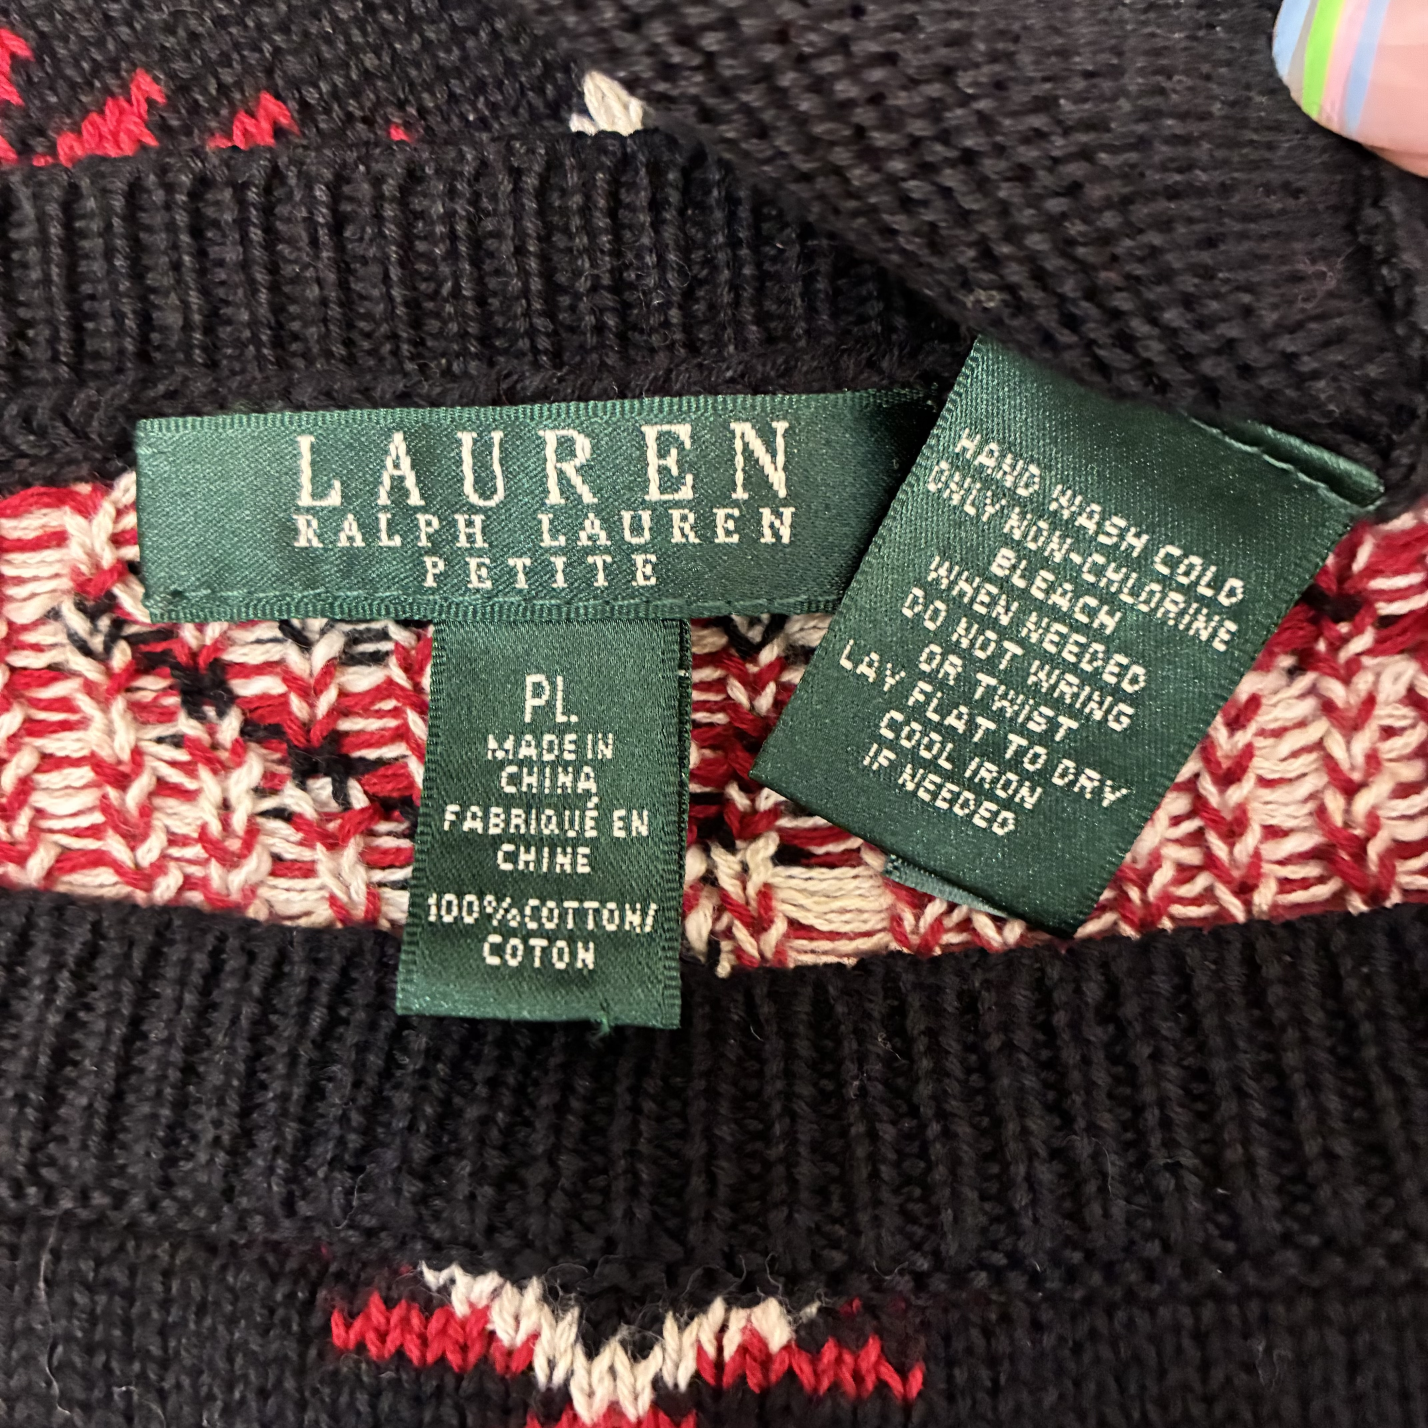 LAUREN
RALPH LAUREN
PETITE
PL
MADE IN
CHINA
FABRIQUÉ EN
CHINE
100% COTTON/
COTON
HAND WASH COLD
ONLY NON-CHLORINE
BLEACH
WHEN NEEDED
DO NOT WRING
OR TWIST
LAY FLAT TO DRY
COOL IRON
IF NEEDED